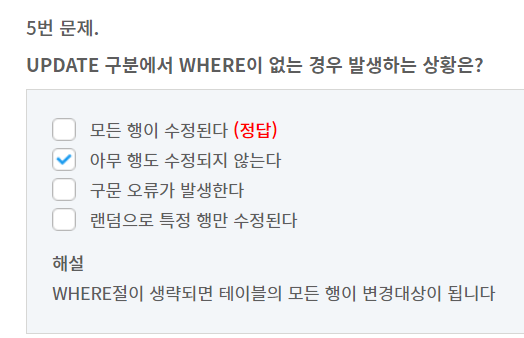 5번 문제.
UPDATE 구분에서 WHERE이 없는 경우 발생하는 상황은?
모든 행이 수정된다 (정답)
아무 행도 수정되지 않는다
구문 오류가 발생한다
랜덤으로 특정 행만 수정된다
해설
WHERE절이 생략되면 테이블의 모든 행이 변경대상이 됩니다